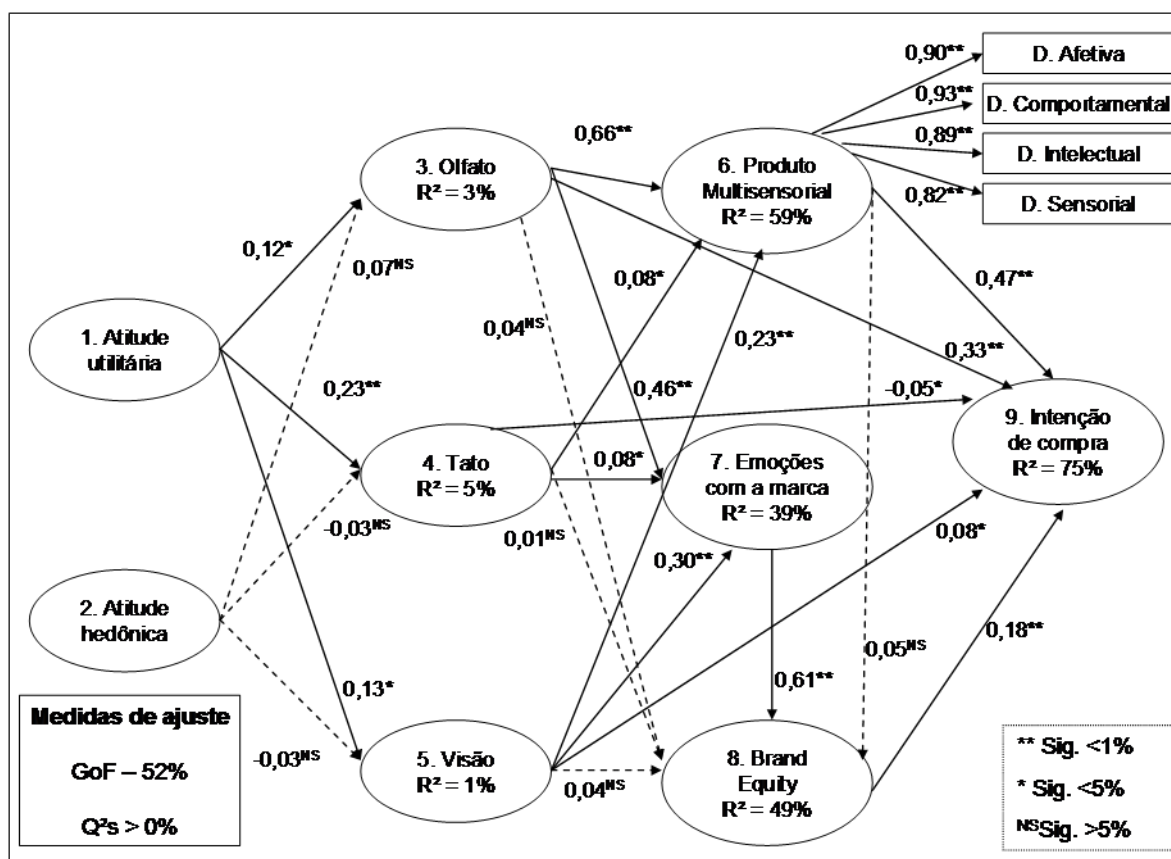 0,90**
D. Afetiva
0,93**
D. Comportamental
0,66**
0,89**
3. Olfato
R² = 3%
6. Produto
Multisensorial
R² = 59%
D. Intelectual
0,82**
D. Sensorial
0,12*
0,07ᴺˢ
0,08*
0,47**
0,04ᴺˢ
1. Atitude
utilitária
0,23**
0,33**
0,23**
0,46**
-0,05*
9. Intenção
de compra
R² = 75%
4. Tato
R² = 5%
0,08*
7. Emoções
com a marca
R² = 39%
-0,03ᴺˢ
0,01ᴺˢ
0,08*
0,30**
2. Atitude
hedônica
0,18**
0,05ᴺˢ
0,13*
0,61**
Medidas de ajuste
GoF – 52%
Q²s > 0%
-0,03ᴺˢ
5. Visão
R² = 1%
0,04ᴺˢ
8. Brand
Equity
R² = 49%
** Sig. <1%
* Sig. <5%
ᴺˢSig. >5%